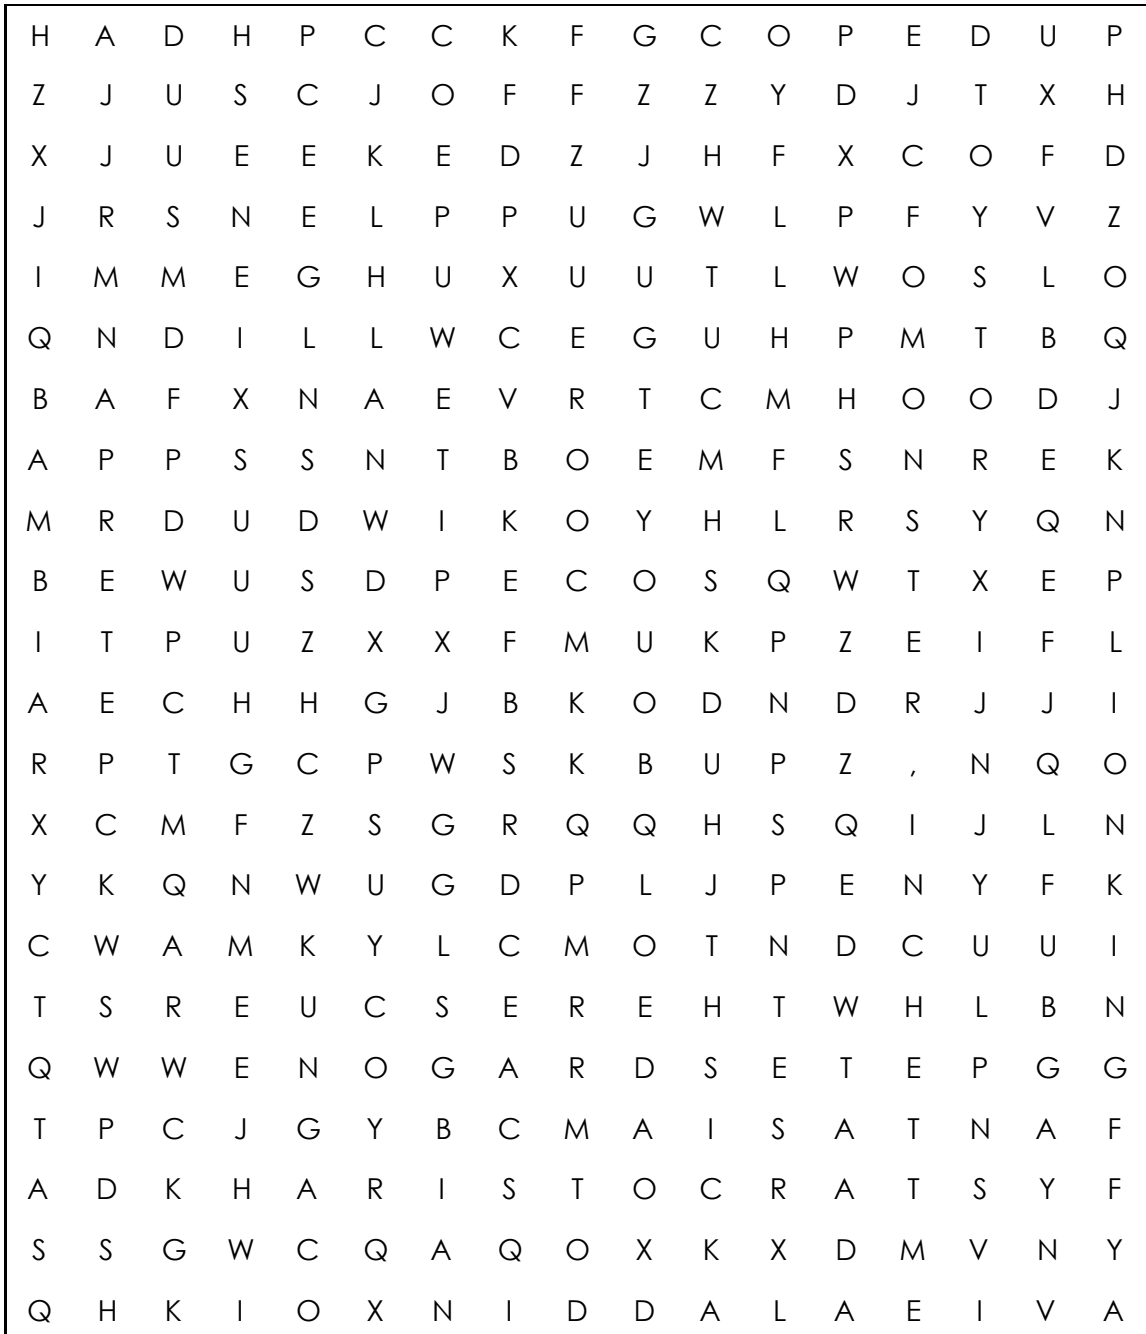 H A D H P C C K F G C O P E D U P
Z J U S C J O F F Z Z Y D J T X H
X J U E E K E D Z J H F X C O F D
J R S N E L P P U G W L P F Y V Z
I M M E G H U X U U T L W O S L O
Q N D I L L W C E G U H P M T B Q
B A F X N A E V R T C M H O O D J
A P P S S N T B O E M F S N R E K
M R D U D W I K O Y H L R S Y Q N
B E W U S D P E C O S Q W T X E P
I T P U Z X X F M U K P Z E I F L
A E C H H G J B K O D N D R J J I
R P T G C P W S K B U P Z , N Q O
X C M F Z S G R Q Q H S Q I J L N
Y K Q N W U G D P L J P E N Y F K
C W A M K Y L C M O T N D C U U I
T S R E U C S E R E H T W H L B N
Q W W E N O G A R D S E T E P G G
T P C J G Y B C M A I S A T N A F
A D K H A R I S T O C R A T S Y F
S S G W C Q A Q O X K X D M V N Y
Q H K I O X N I D D A L A E I V A